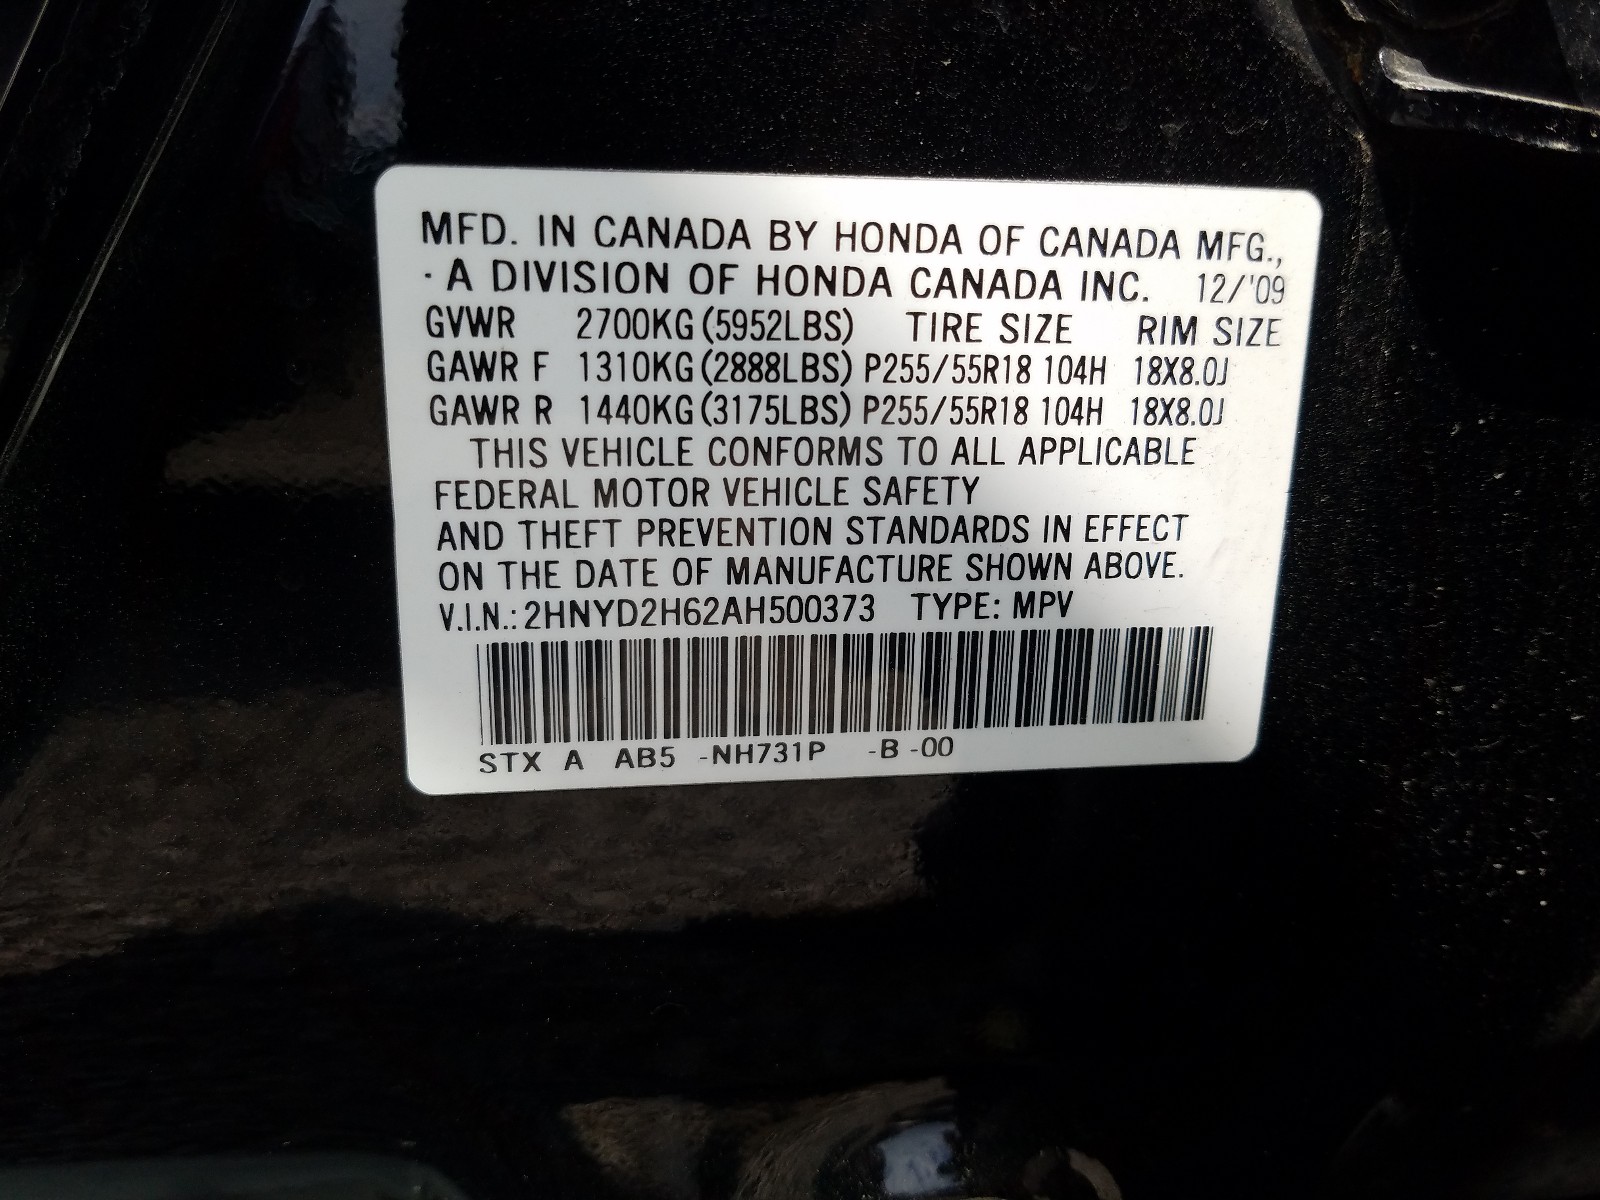 MFD. IN CANADA BY HONDA OF CANADA MFG.,
· A DIVISION OF HONDA CANADA INC. 12/'09
GVWR 2700KG (5952LBS) TIRE SIZE RIM SIZE
GAWR F 1310KG (2888LBS) P255/55R18 104H 18X8.0J
GAWR R 1440KG (3175LBS) P255/55R18 104H 18X8.0J
THIS VEHICLE CONFORMS TO ALL APPLICABLE
FEDERAL MOTOR VEHICLE SAFETY
AND THEFT PREVENTION STANDARDS IN EFFECT
ON THE DATE OF MANUFACTURE SHOWN ABOVE.
V.I.N.: 2HNYD2H62AH500373 TYPE: MPV
STX A AB5 -NH731P -B -00